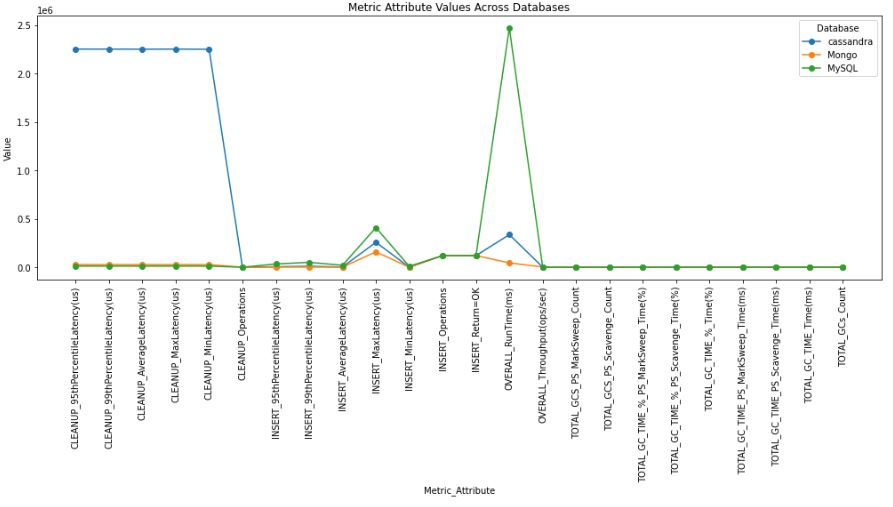 Metric Attribute Values Across Databases
1e6
2.5
2.0
1.5
1.0
0.5
0.0
Value
Database
cassandra
Mongo
MySQL
CLEANUP_95thPercentileLatency(us)
CLEANUP_99thPercentileLatency(us)
CLEANUP_AverageLatency(us)
CLEANUP_MaxLatency(us)
CLEANUP_MinLatency(us)
CLEANUP_Operations
INSERT_95thPercentileLatency(us)
INSERT_99thPercentileLatency(us)
INSERT_AverageLatency(us)
INSERT_MaxLatency(us)
INSERT_MinLatency(us)
INSERT_Operations
INSERT_Return=OK
OVERALL_RunTime(ms)
OVERALL_Throughput(ops/sec)
TOTAL_GCS_PS_MarkSweep_Count
TOTAL_GCS_PS_Scavenge_Count
TOTAL_GC_TIME_%_PS_MarkSweep_Time(%)
TOTAL_GC_TIME_%_PS_Scavenge_Time(%)
TOTAL_GC_TIME_%_Time(%)
TOTAL_GC_TIME_PS_MarkSweep_Time(ms)
TOTAL_GC_TIME_PS_Scavenge_Time(ms)
TOTAL_GC_TIME_Time(ms)
TOTAL_GCs_Count
Metric_Attribute